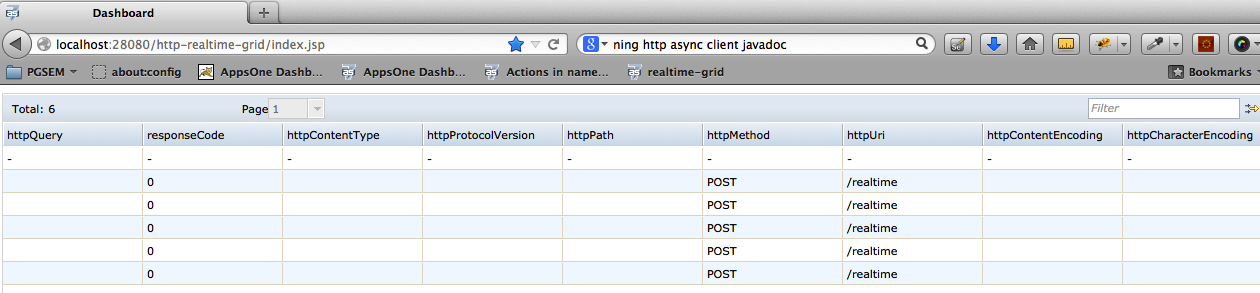 Dashboard
localhost:28080/http-realtime-grid/index.jsp
ning http async client javadoc
PGSEM
about:config
AppsOne Dashb...
AppsOne Dashb...
Actions in name...
realtime-grid
Bookmarks
Total: 6 Page 1 Filter
httpQuery responseCode httpContentType httpProtocolVersion httpPath httpMethod httpUri httpContentEncoding httpCharacterEncoding
- - - - - - - - -
0 POST /realtime
0 POST /realtime
0 POST /realtime
0 POST /realtime
0 POST /realtime